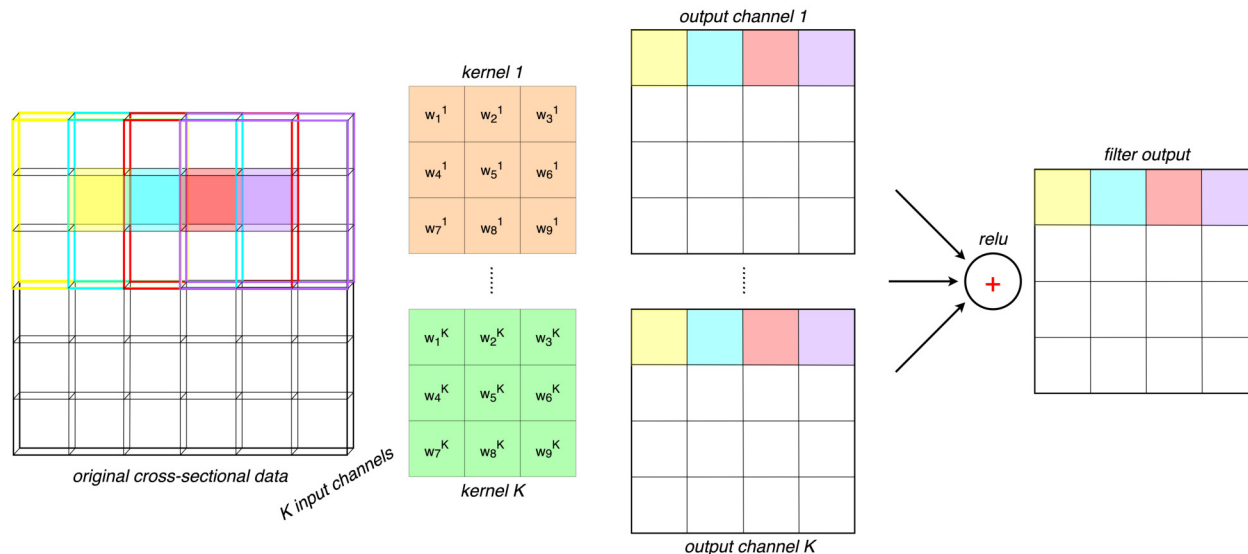 output channel 1
kernel 1
w1^1 w2^1 w3^1
w4^1 w5^1 w6^1
w7^1 w8^1 w9^1
filter output
relu
+
w1^K w2^K w3^K
w4^K w5^K w6^K
w7^K w8^K w9^K
original cross-sectional data
K input channels
kernel K
output channel K